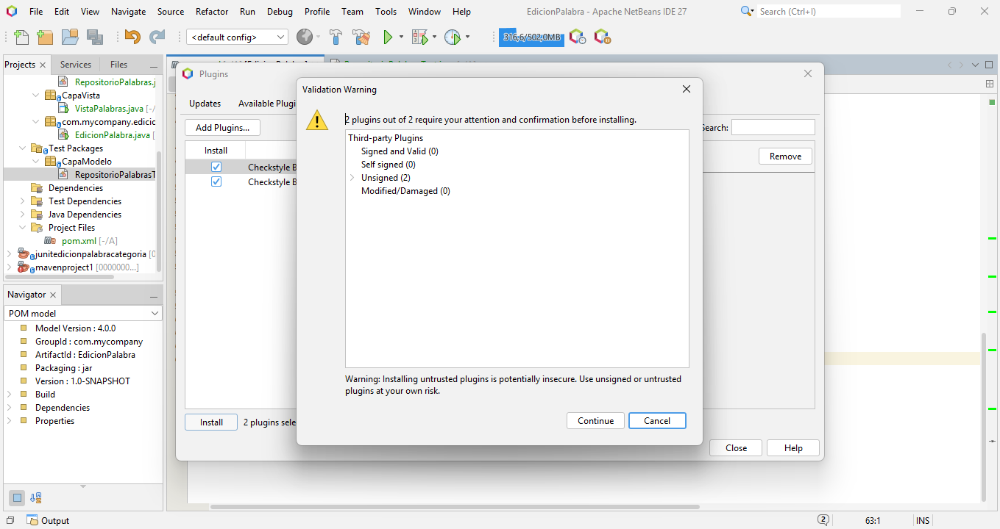 File Edit View Navigate Source Refactor Run Debug Profile Team Tools Window Help
EdicionPalabra - Apache NetBeans IDE 27
Search (Ctrl+I)
<default config>
316,6/502,0MB
Projects Services Files
RepositorioPalabras.j
CapaVista
VistaPalabras.java [-/
com.mycompany.edicic
EdicionPalabra.java [
Test Packages
CapaModelo
RepositorioPalabrasT
Dependencies
Test Dependencies
Java Dependencies
Project Files
pom.xml [-/A]
junitedicionpalabracategoria [0
mavenproject1 [0000000...]
Navigator
POM model
Model Version : 4.0.0
GroupId : com.mycompany
ArtifactId : EdicionPalabra
Packaging : jar
Version : 1.0-SNAPSHOT
Build
Dependencies
Properties
Plugins
Updates Available Plugi
Add Plugins...
Search:
Install
Checkstyle B
Checkstyle B
Remove
Install 2 plugins sele
Close Help
Validation Warning
2 plugins out of 2 require your attention and confirmation before installing.
Third-party Plugins
Signed and Valid (0)
Self signed (0)
Unsigned (2)
Modified/Damaged (0)
Warning: Installing untrusted plugins is potentially insecure. Use unsigned or untrusted
plugins at your own risk.
Continue Cancel
Output
2
63:1 INS